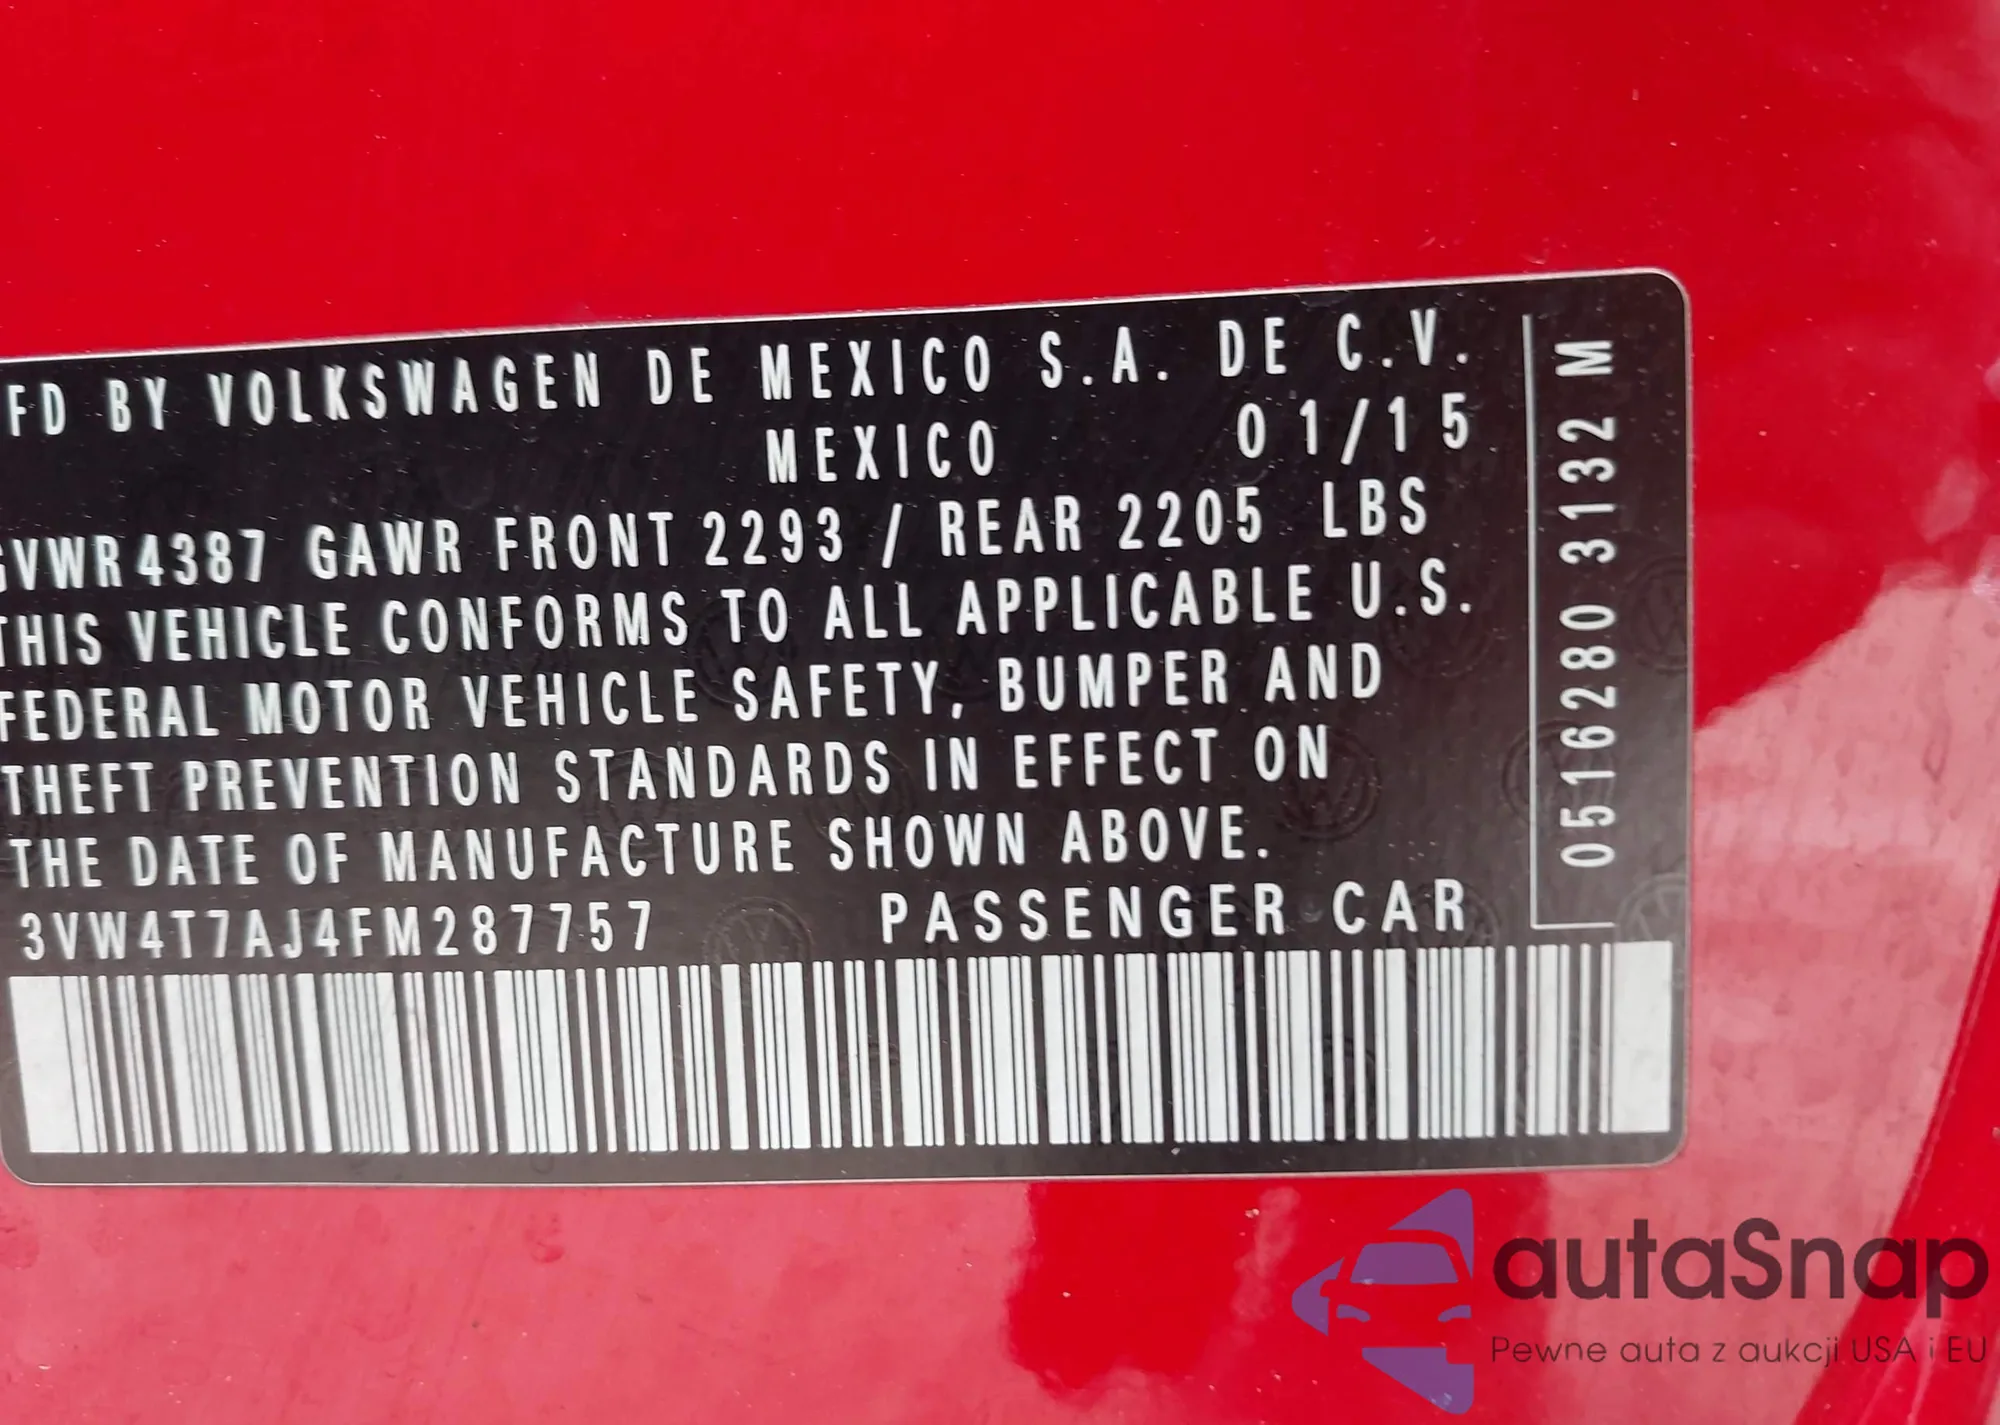 FD BY VOLKSWAGEN DE MEXICO S.A. DE C.V.
MEXICO 01/15
GVWR 4387 GAWR FRONT 2293 / REAR 2205 LBS
THIS VEHICLE CONFORMS TO ALL APPLICABLE U.S.
FEDERAL MOTOR VEHICLE SAFETY, BUMPER AND
THEFT PREVENTION STANDARDS IN EFFECT ON
THE DATE OF MANUFACTURE SHOWN ABOVE.
3VW4T7AJ4FM287757 PASSENGER CAR
0516280 3132 M
autaSnap
Pewne auta z aukcji USA i EU